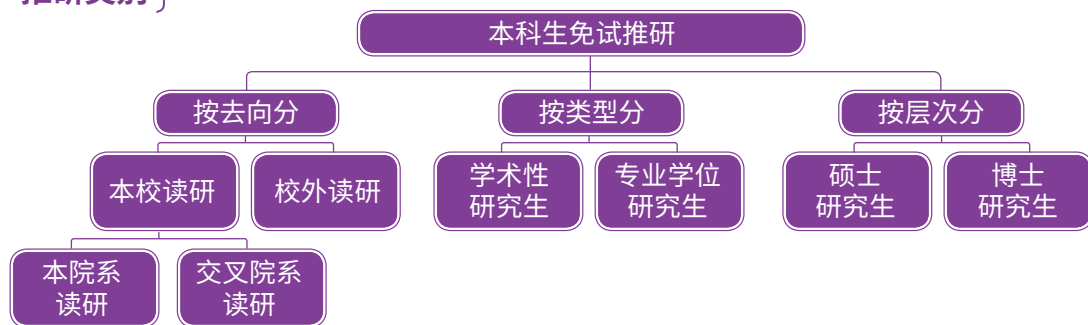 推研类别
本科生免试推研
按去向分
按类型分
按层次分
本校读研
校外读研
学术性
研究生
专业学位
研究生
硕士
研究生
博士
研究生
本院系
读研
交叉院系
读研